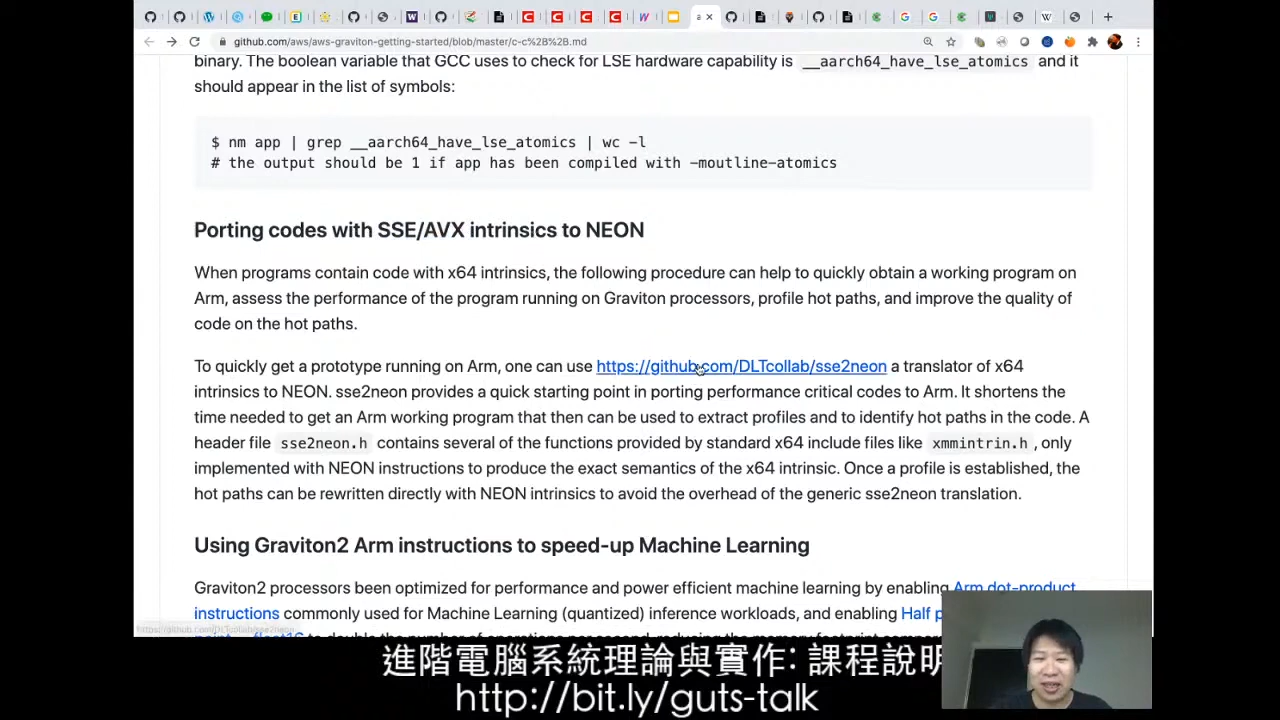 github.com/aws/aws-graviton-getting-started/blob/master/c-c%2B%2B.md
binary. The boolean variable that GCC uses to check for LSE hardware capability is __aarch64_have_lse_atomics and it
should appear in the list of symbols:
$ nm app | grep __aarch64_have_lse_atomics | wc -l
# the output should be 1 if app has been compiled with -moutline-atomics
Porting codes with SSE/AVX intrinsics to NEON
When programs contain code with x64 intrinsics, the following procedure can help to quickly obtain a working program on
Arm, assess the performance of the program running on Graviton processors, profile hot paths, and improve the quality of
code on the hot paths.
To quickly get a prototype running on Arm, one can use https://github.com/DLTcollab/sse2neon a translator of x64
intrinsics to NEON. sse2neon provides a quick starting point in porting performance critical codes to Arm. It shortens the
time needed to get an Arm working program that then can be used to extract profiles and to identify hot paths in the code. A
header file sse2neon.h contains several of the functions provided by standard x64 include files like xmmintrin.h , only
implemented with NEON instructions to produce the exact semantics of the x64 intrinsic. Once a profile is established, the
hot paths can be rewritten directly with NEON intrinsics to avoid the overhead of the generic sse2neon translation.
Using Graviton2 Arm instructions to speed-up Machine Learning
Graviton2 processors been optimized for performance and power efficient machine learning by enabling Arm dot-product
instructions commonly used for Machine Learning (quantized) inference workloads, and enabling Half
https://github.com/DLTcollab/sse2neon
進階電腦系統理論與實作: 課程說明
http://bit.ly/guts-talk